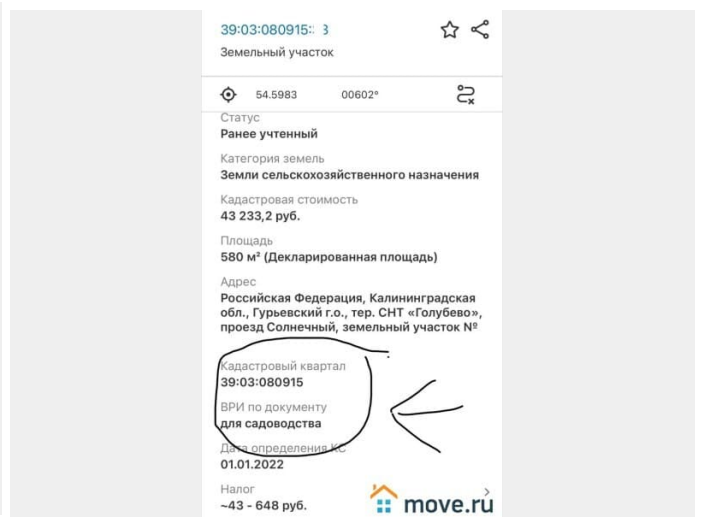 39:03:080915:
Земельный участок
54.5983 00602°
Статус
Ранее учтенный
Категория земель
Земли сельскохозяйственного назначения
Кадастровая стоимость
43 233,2 руб.
Площадь
580 м² (Декларированная площадь)
Адрес
Российская Федерация, Калининградская
обл., Гурьевский г.о., тер. СНТ «Голубево»,
проезд Солнечный, земельный участок №
Кадастровый квартал
39:03:080915
ВРИ по документу
для садоводства
Дата определения КС
01.01.2022
Налог
~43 - 648 руб.
move.ru